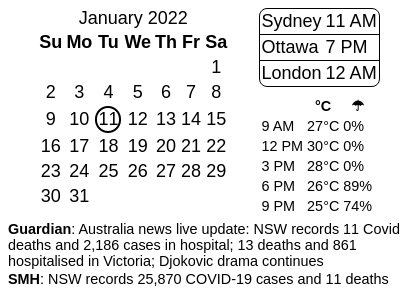 January 2022
Su Mo Tu We Th Fr Sa
1
2 3 4 5 6 7 8
9 10 11 12 13 14 15
16 17 18 19 20 21 22
23 24 25 26 27 28 29
30 31
Sydney 11 AM
Ottawa 7 PM
London 12 AM
°C ☂
9 AM 27°C 0%
12 PM 30°C 0%
3 PM 28°C 0%
6 PM 26°C 89%
9 PM 25°C 74%
Guardian: Australia news live update: NSW records 11 Covid
deaths and 2,186 cases in hospital; 13 deaths and 861
hospitalised in Victoria; Djokovic drama continues
SMH: NSW records 25,870 COVID-19 cases and 11 deaths